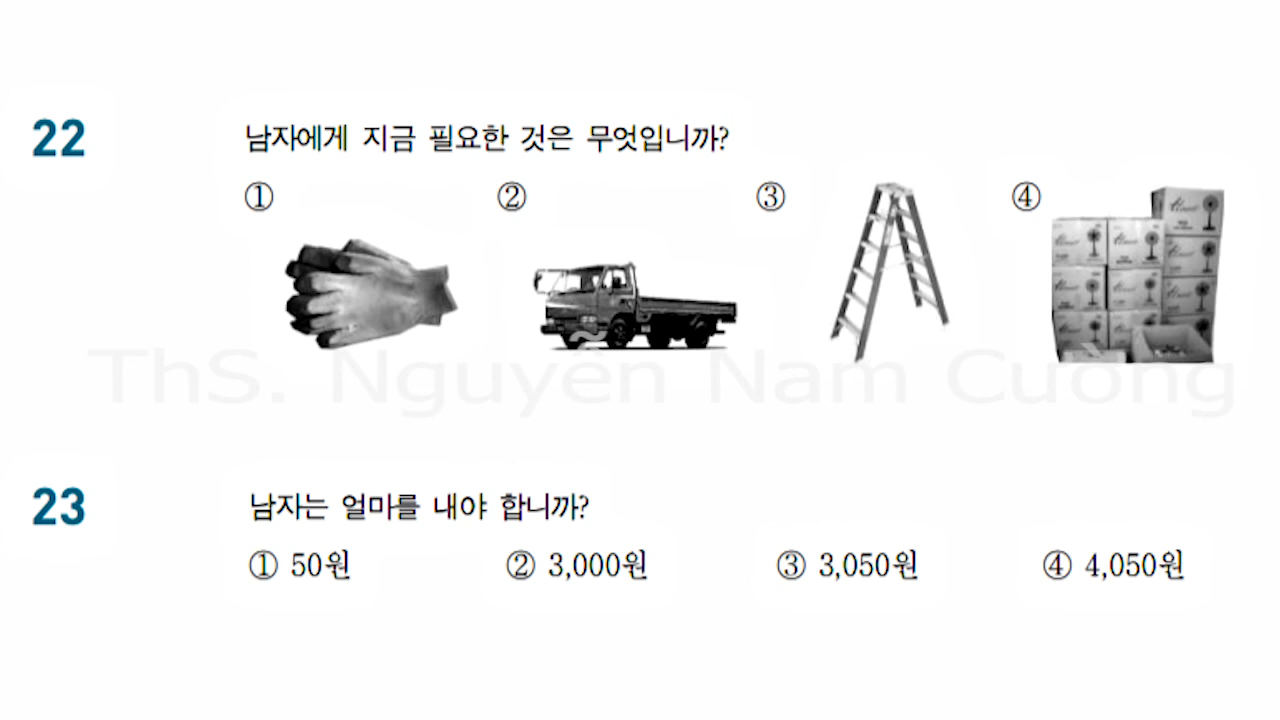 22 남자에게 지금 필요한 것은 무엇입니까?
① ② ③ ④
ThS. Nguyễn Nam Cường
23 남자는 얼마를 내야 합니까?
① 50원 ② 3,000원 ③ 3,050원 ④ 4,050원